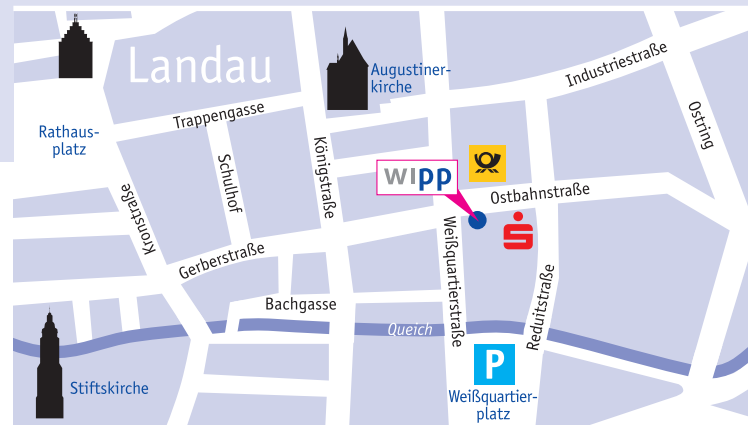 Landau
Augustiner-
kirche
Industriestraße
Ostring
Rathaus-
platz
Trappengasse
Schulhof
Königstraße
wipp
Ostbahnstraße
Kronstraße
Gerberstraße
Weißquartierstraße
Reduitstraße
Bachgasse
Queich
Stiftskirche
P
Weißquartier-
platz